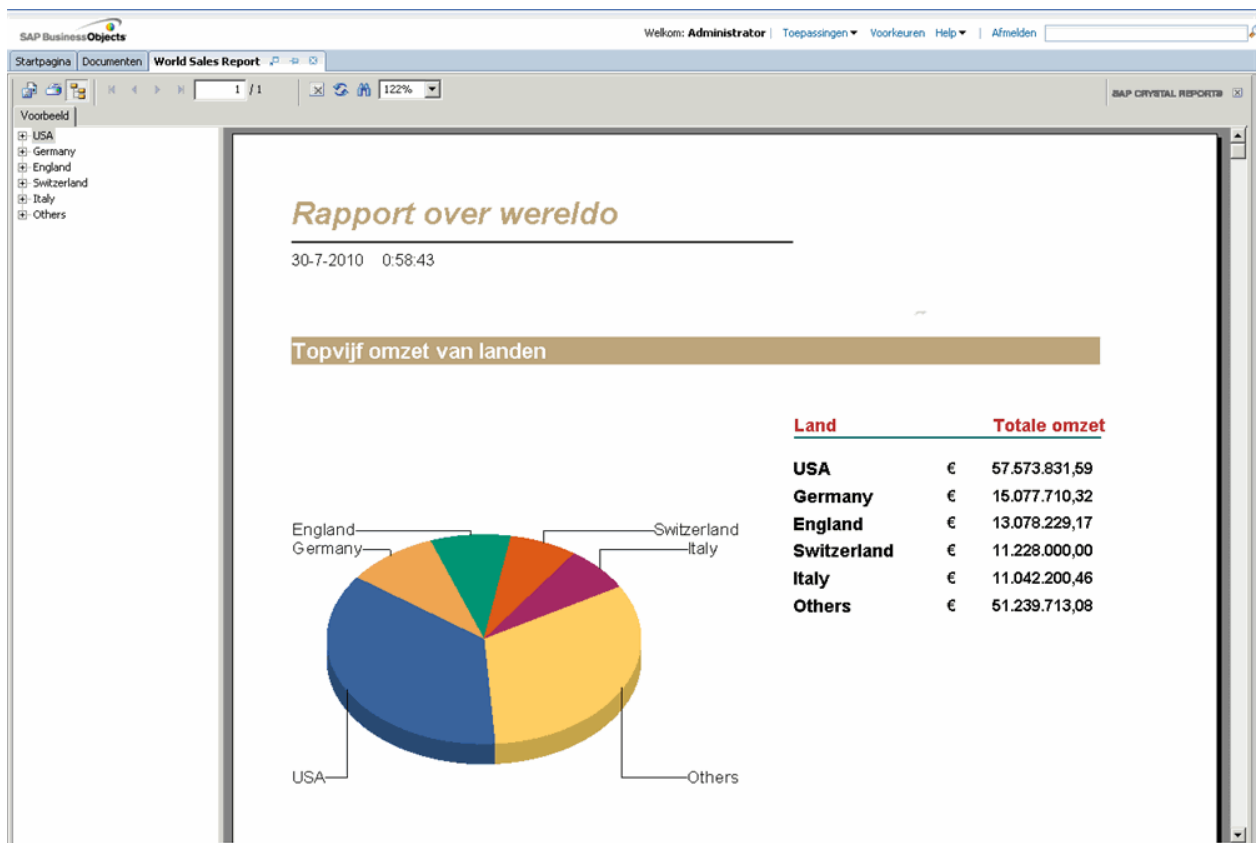 SAP BusinessObjects
Welkom: Administrator | Toepassingen Voorkeuren Help | Afmelden
Startpagina Documenten World Sales Report
1 /1 122%
SAP CRYSTAL REPORTS
Voorbeeld
USA
Germany
England
Switzerland
Italy
Others
Rapport over wereldo
30-7-2010 0:58:43
Topvijf omzet van landen
Land Totale omzet
USA € 57.573.831,59
Germany € 15.077.710,32
England € 13.078.229,17
Switzerland € 11.228.000,00
Italy € 11.042.200,46
Others € 51.239.713,08
England
Switzerland
Germany
Italy
USA
Others